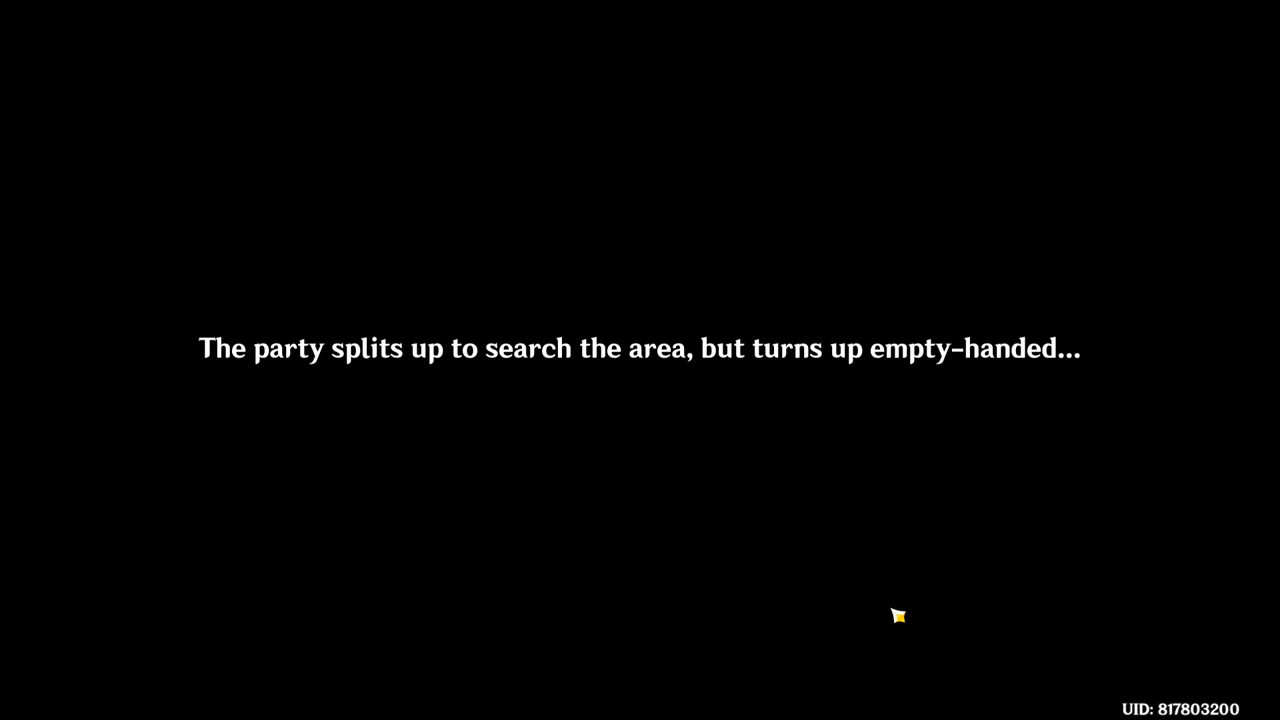 The party splits up to search the area, but turns up empty-handed...
UID: 817803200